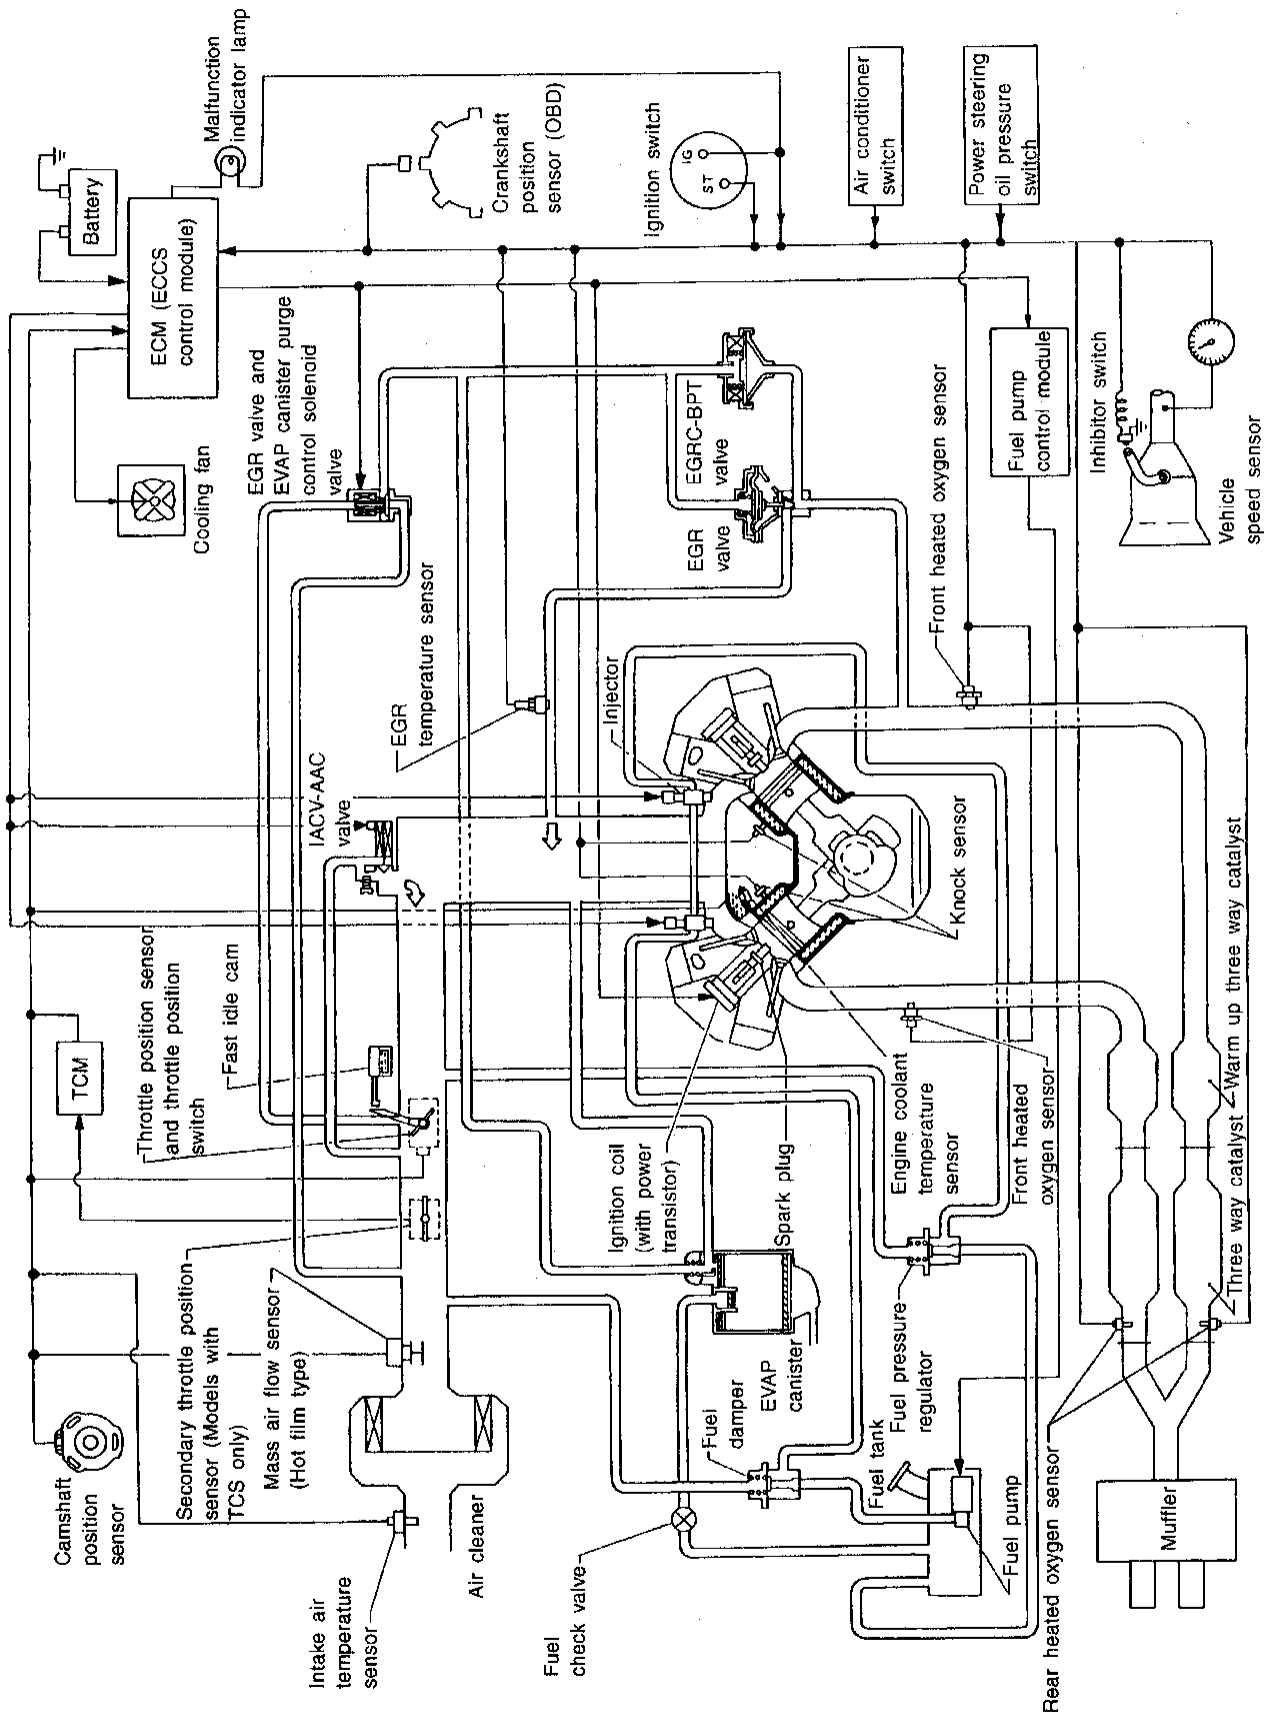 Camshaft
position
sensor
TCM
Cooling fan
ECM (ECCS
control module)
Battery
Malfunction
indicator lamp
Intake air
temperature
sensor
Air cleaner
Secondary throttle position
sensor (Models with
TCS only)
Mass air flow sensor
(Hot film type)
Throttle position sensor
and throttle position
switch
Fast idle cam
IACV-AAC
valve
EGR valve and
EVAP canister purge
control solenoid
valve
EGR
temperature sensor
Crankshaft
position
sensor (OBD)
Ignition switch
ST
IG
Air conditioner
switch
Power steering
oil pressure
switch
Injector
EGR
valve
EGRC-BPT
valve
Fuel
check valve
Fuel
damper
EVAP
canister
Ignition coil
(with power
transistor)
Spark plug
Engine coolant
temperature
sensor
Knock sensor
Front heated oxygen sensor
Fuel pump
control module
Inhibitor switch
Vehicle
speed sensor
Fuel tank
Fuel pressure
regulator
Fuel pump
Front heated
oxygen sensor
Rear heated oxygen sensor
Muffler
Three way catalyst
Warm up three way catalyst